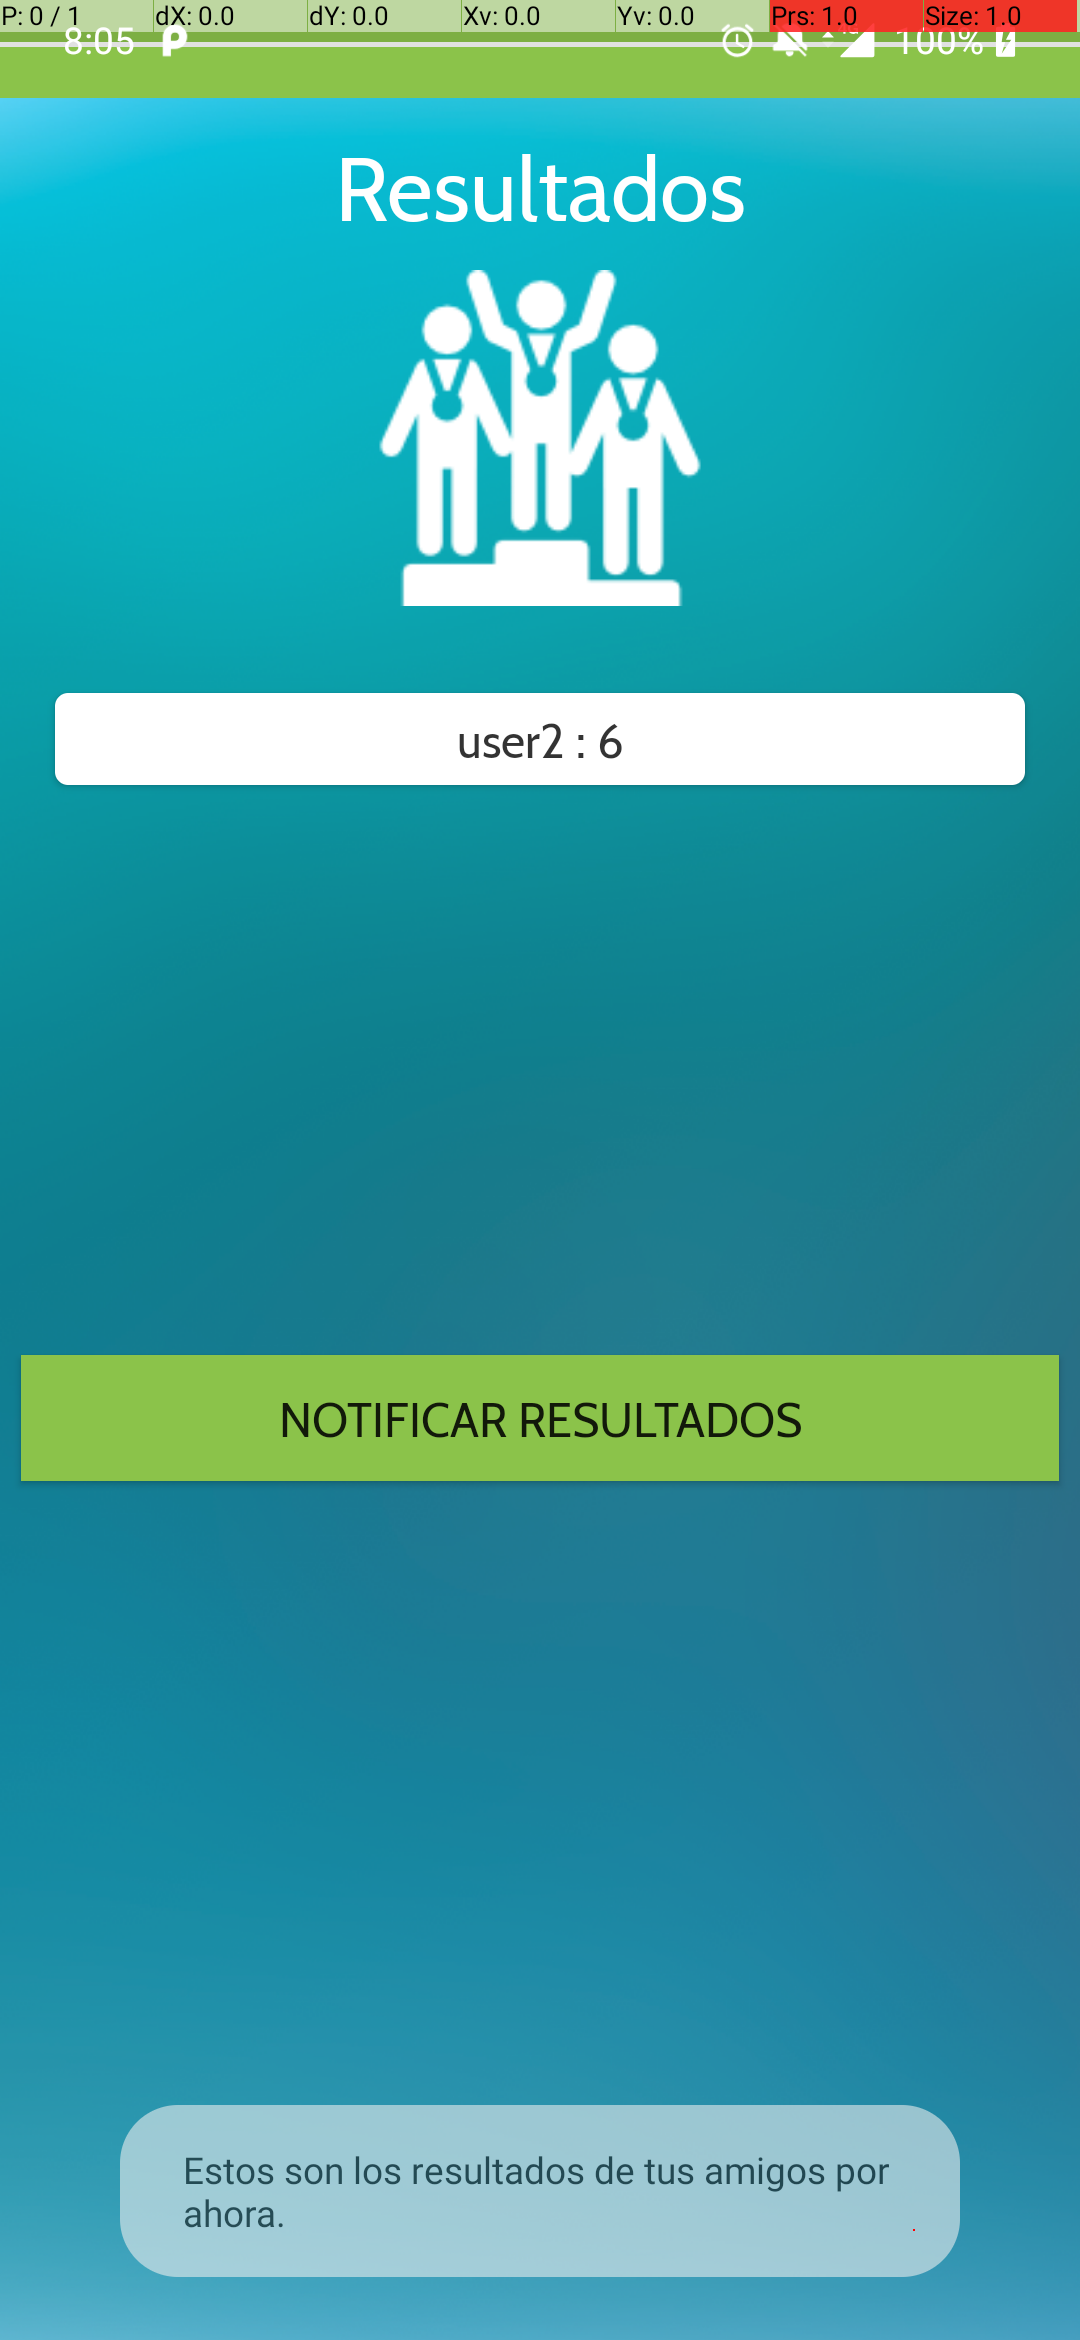 P: 0 / 1 dX: 0.0 dY: 0.0 Xv: 0.0 Yv: 0.0 Prs: 1.0 Size: 1.0
8:05 100%
Resultados
user2 : 6
NOTIFICAR RESULTADOS
Estos son los resultados de tus amigos por
ahora.